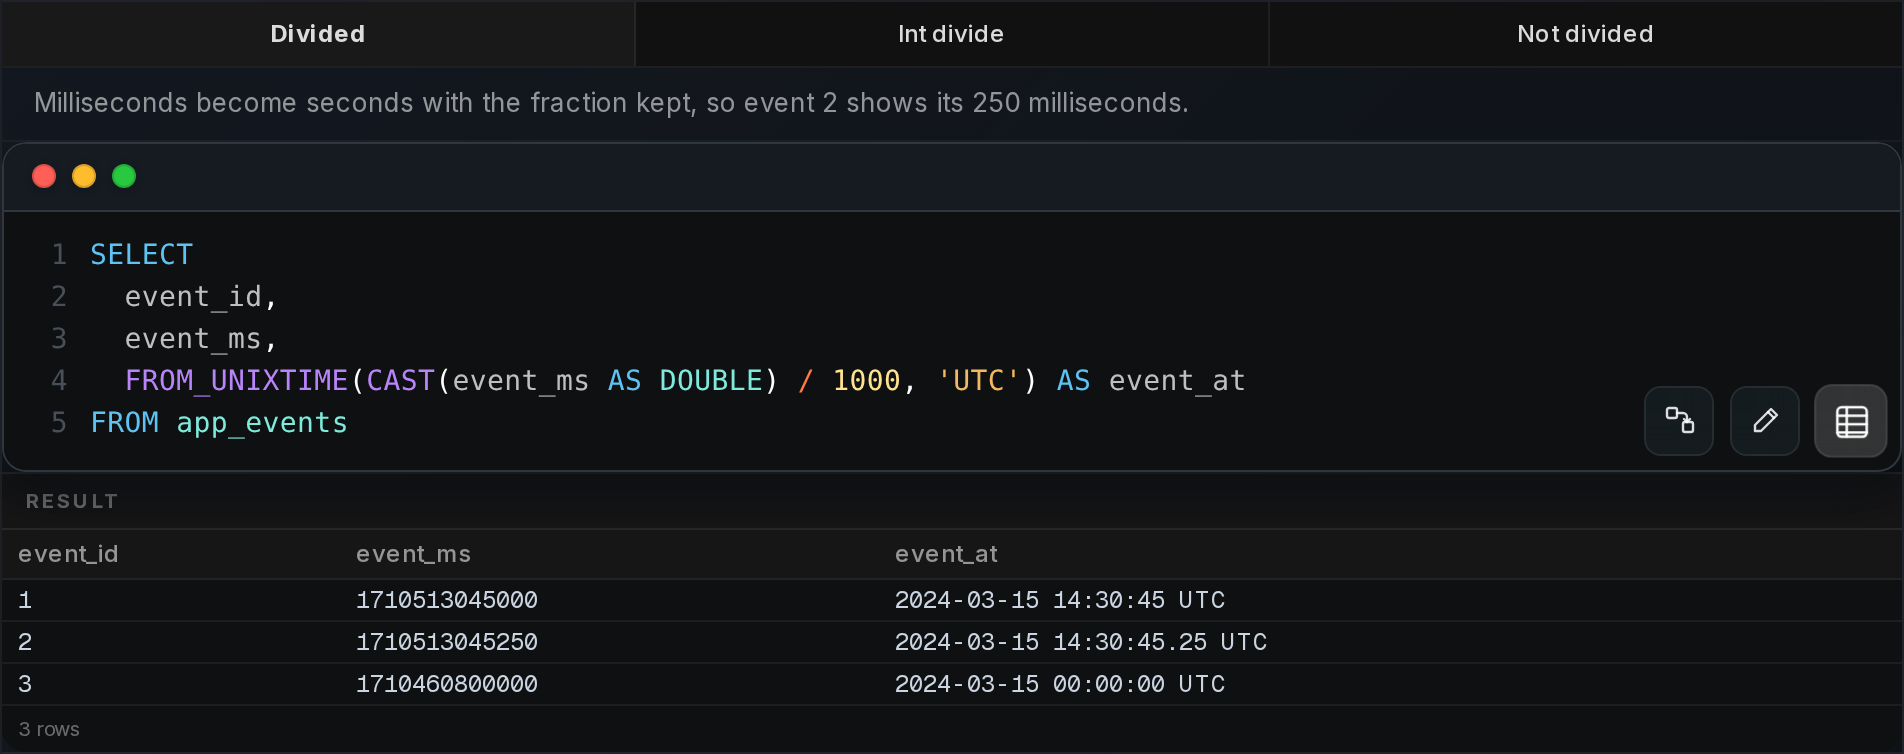 Divided Int divide Not divided
Milliseconds become seconds with the fraction kept, so event 2 shows its 250 milliseconds.
1 SELECT
2 event_id,
3 event_ms,
4 FROM_UNIXTIME(CAST(event_ms AS DOUBLE) / 1000, 'UTC') AS event_at
5 FROM app_events
RESULT
event_id event_ms event_at
1 1710513045000 2024-03-15 14:30:45 UTC
2 1710513045250 2024-03-15 14:30:45.25 UTC
3 1710460800000 2024-03-15 00:00:00 UTC
3 rows